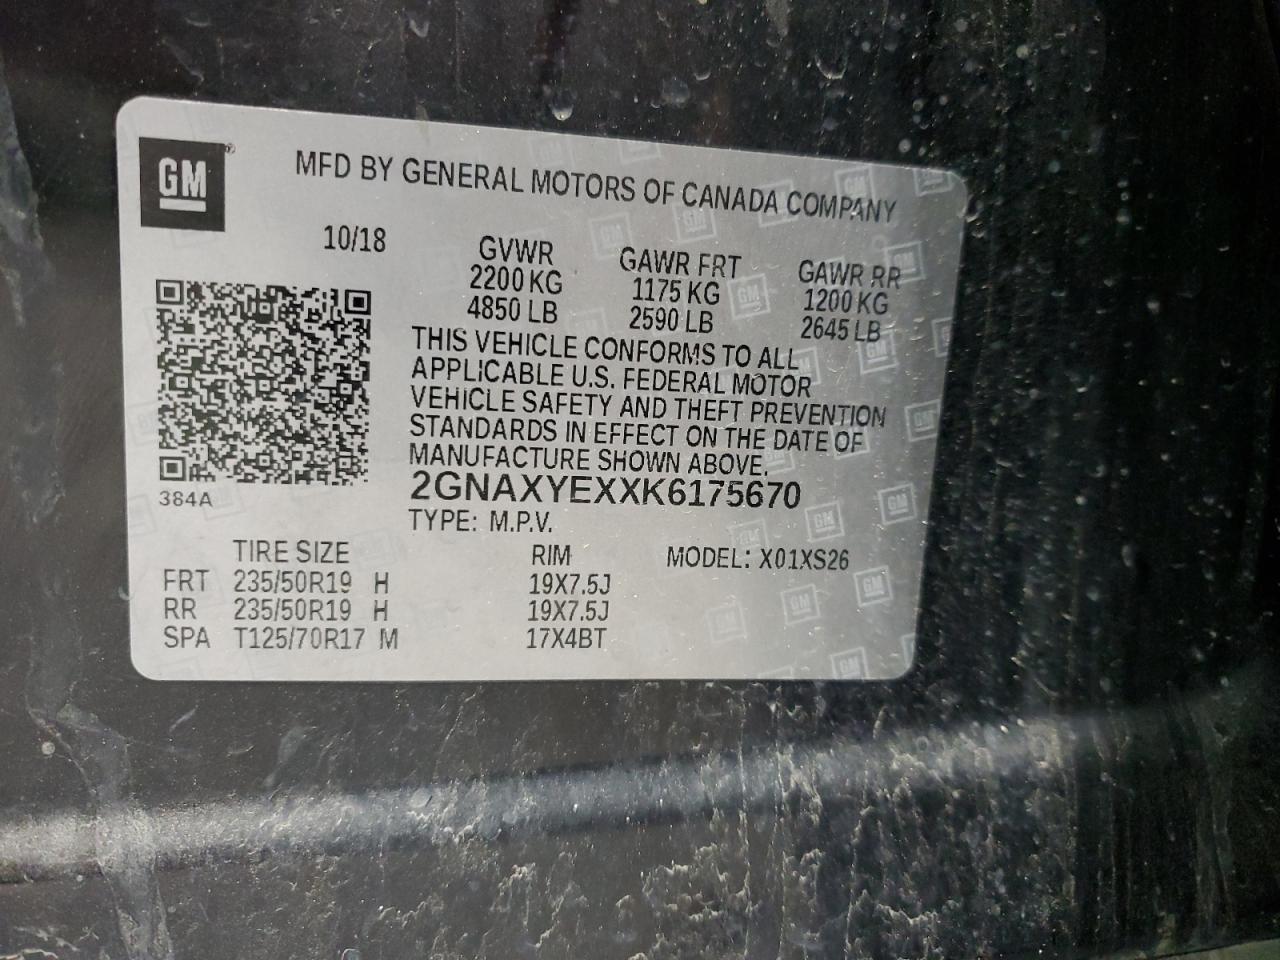 GM
MFD BY GENERAL MOTORS OF CANADA COMPANY
10/18
GVWR GAWR FRT GAWR RR
2200 KG 1175 KG 1200 KG
4850 LB 2590 LB 2645 LB
THIS VEHICLE CONFORMS TO ALL
APPLICABLE U.S. FEDERAL MOTOR
VEHICLE SAFETY AND THEFT PREVENTION
STANDARDS IN EFFECT ON THE DATE OF
MANUFACTURE SHOWN ABOVE.
384A
2GNAXYEXXK6175670
TYPE: M.P.V.
TIRE SIZE RIM MODEL: X01XS26
FRT 235/50R19 H 19X7.5J
RR 235/50R19 H 19X7.5J
SPA T125/70R17 M 17X4BT